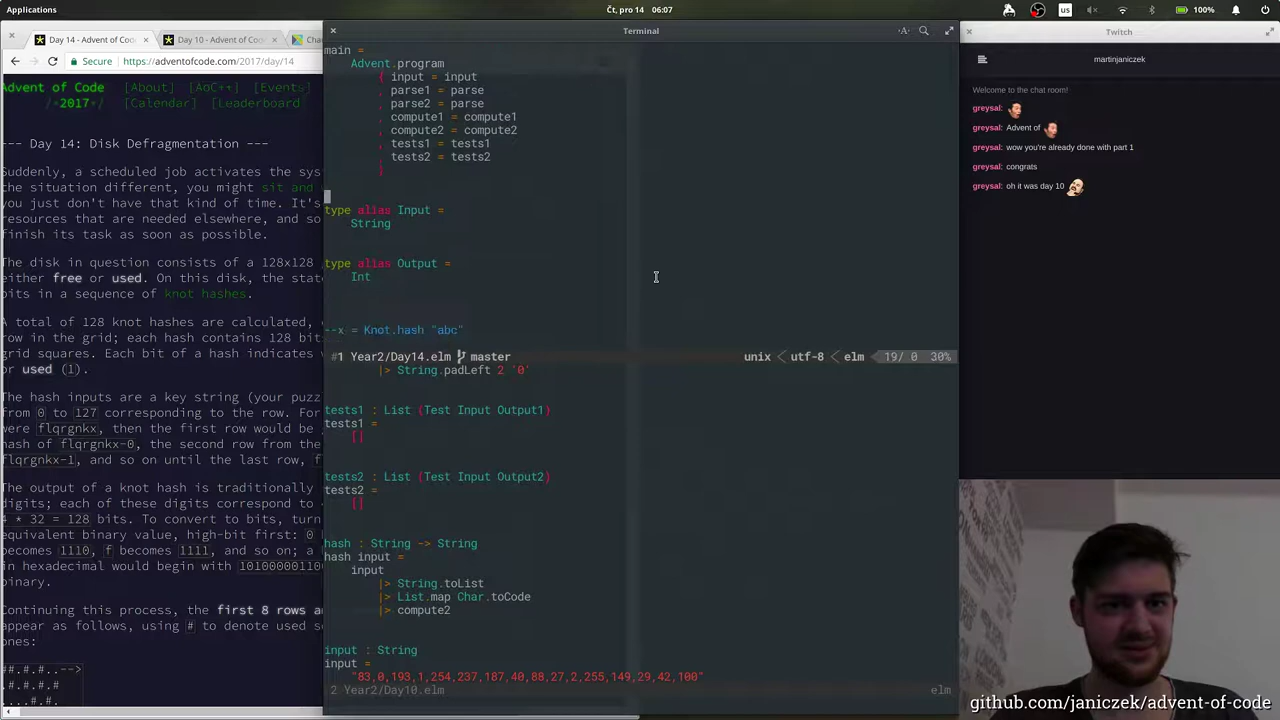 Applications
Čt, pro 14   06:07
us
100%
Day 14 - Advent of Co
Day 10 - Advent of Co
Secure
https://adventofcode.com/2017/day/14
Advent of Code
[About] [AoC++] [Events]
/*2017*/
[Calendar] [Leaderboard
--- Day 14: Disk Defragmentation ---
Suddenly, a scheduled job activates the sys
the situation different, you might sit and
you just don't have that kind of time. It's
resources that are needed elsewhere, and so
finish its task as soon as possible.
The disk in question consists of a 128x128
either free or used. On this disk, the stat
bits in a sequence of knot hashes.
A total of 128 knot hashes are calculated,
row in the grid; each hash contains 128 bit
grid squares. Each bit of a hash indicates
or used (1).
The hash inputs are a key string (your puzz
from 0 to 127 corresponding to the row. For
were flqrgnkx, then the first row would be
hash of flqrgnkx-0, the second row from the
flqrgnkx-1, and so on until the last row, f
The output of a knot hash is traditionally
digits; each of these digits correspon
4 * 32 = 128 bits. To convert to bits, turn
equivalent binary value, high-bit first: 0
becomes 1110, f becomes 1111, and so on; a
in hexadecimal would begin with 10100000110
binary.
Continuing this process, the first 8 rows a
appear as follows, using # to denote used s
ones:
##.#.#..-->
.#.#.#.#
....#.#.
Terminal
main =
Advent.program
{ input = input
, parse1 = parse
, parse2 = parse
, compute1 = compute1
, compute2 = compute2
, tests1 = tests1
, tests2 = tests2
}
type alias Input =
String
type alias Output =
Int
--x = Knot.hash "abc"
#1 Year2/Day14.elm master
unix < utf-8 < elm
19/ 0 30%
|> String.padLeft 2 '0'
tests1 : List (Test Input Output1)
tests1 =
[]
tests2 : List (Test Input Output2)
tests2 =
[]
hash : String -> String
hash input =
input
|> String.toList
|> List.map Char.toCode
|> compute2
input : String
input =
"83,0,193,1,254,237,187,40,88,27,2,255,149,29,42,100"
2 Year2/Day10.elm
elm
Twitch
martinjaniczek
Welcome to the chat room!
greysal:
greysal: Advent of
greysal: wow you're already done with part 1
greysal: congrats
greysal: oh it was day 10
github.com/janiczek/advent-of-code